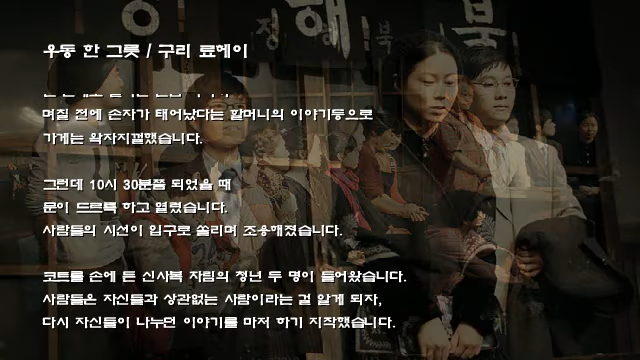 해
정 북
북
우동 한 그릇 / 구리 료헤이
며칠 전에 손자가 태어났다는 할머니의 이야기등으로
가게는 왁자지껄했습니다.
그런데 10시 30분쯤 되었을 때
문이 드르륵 하고 열렸습니다.
사람들의 시선이 입구로 쏠리며 조용해졌습니다.
코트를 손에 든 신사복 차림의 청년 두 명이 들어왔습니다.
사람들은 자신들과 상관없는 사람이라는 걸 알게 되자,
다시 자신들이 나누던 이야기를 마저 하기 시작했습니다.